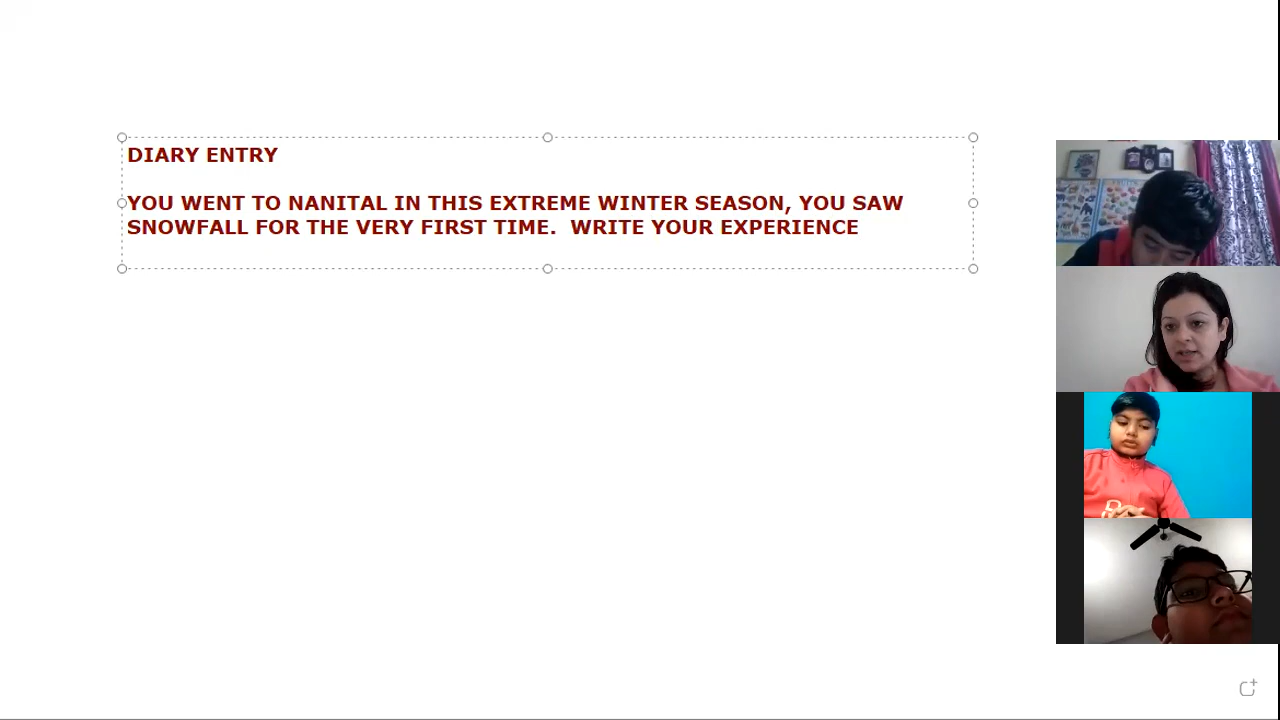 DIARY ENTRY
YOU WENT TO NANITAL IN THIS EXTREME WINTER SEASON, YOU SAW
SNOWFALL FOR THE VERY FIRST TIME.  WRITE YOUR EXPERIENCE